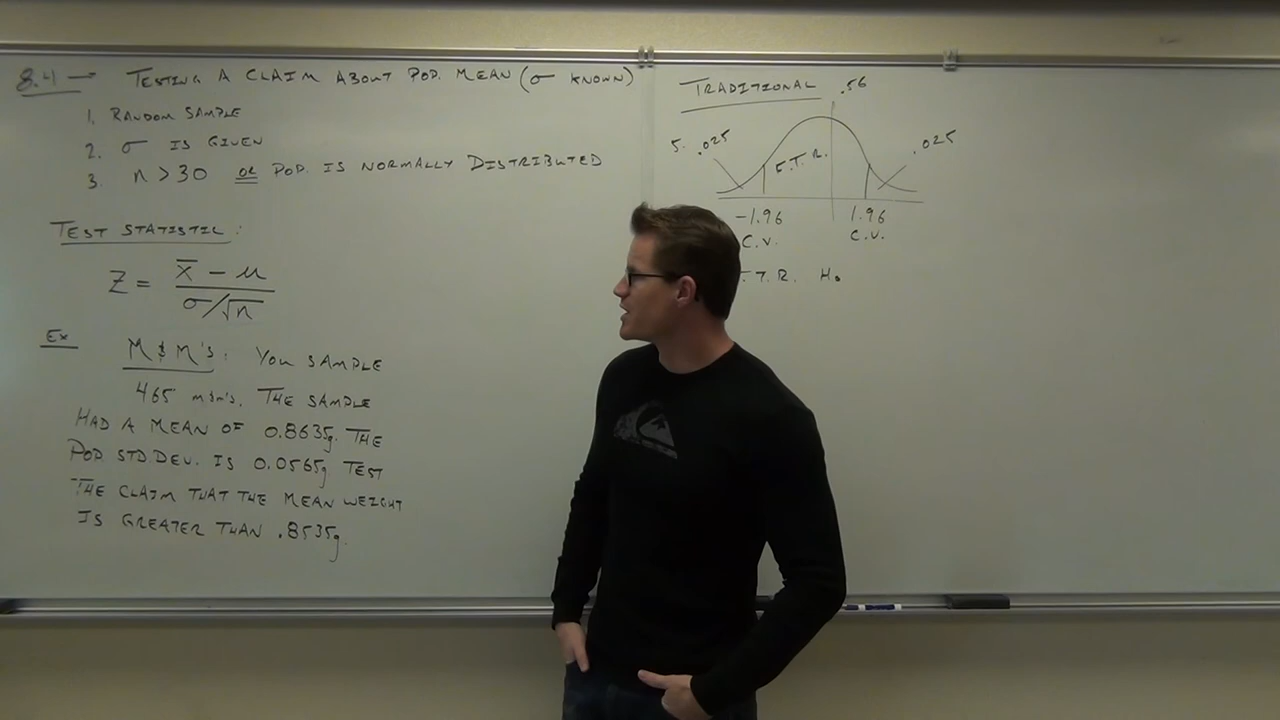 8.4 → TESTING A CLAIM ABOUT POP. MEAN (σ KNOWN)
1. RANDOM SAMPLE
2. σ IS GIVEN
3. n > 30 OR POP. IS NORMALLY DISTRIBUTED
TEST STATISTIC:
Z = (x̄ - μ) / (σ/√n)
Ex
M&M'S: YOU SAMPLE
465 m&m's. THE SAMPLE
HAD A MEAN OF 0.8635g. THE
POP STD.DEV. IS 0.0565g TEST
THE CLAIM THAT THE MEAN WEIGHT
IS GREATER THAN .8535g.
TRADITIONAL .56
5. .025 F.T.R. .025
-1.96 1.96
C.V. C.V.
.T.R. H₀